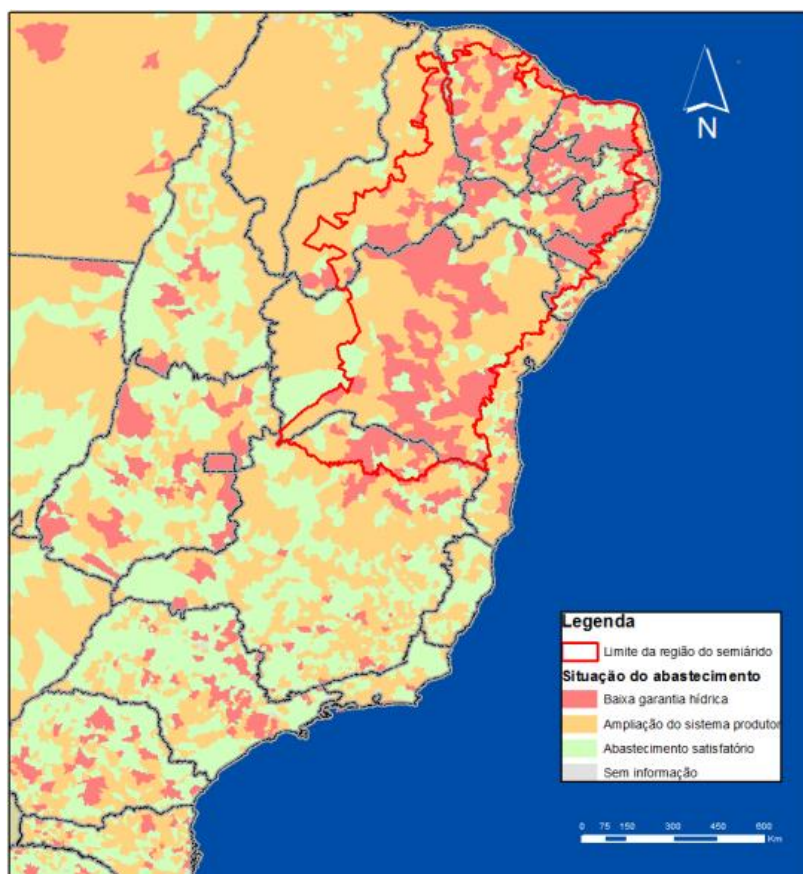 N
Legenda
Limite da região do semiárido
Situação do abastecimento
Baixa garantia hídrica
Ampliação do sistema produtor
Abastecimento satisfatório
Sem informação
0 75 150 300 450 600
Km